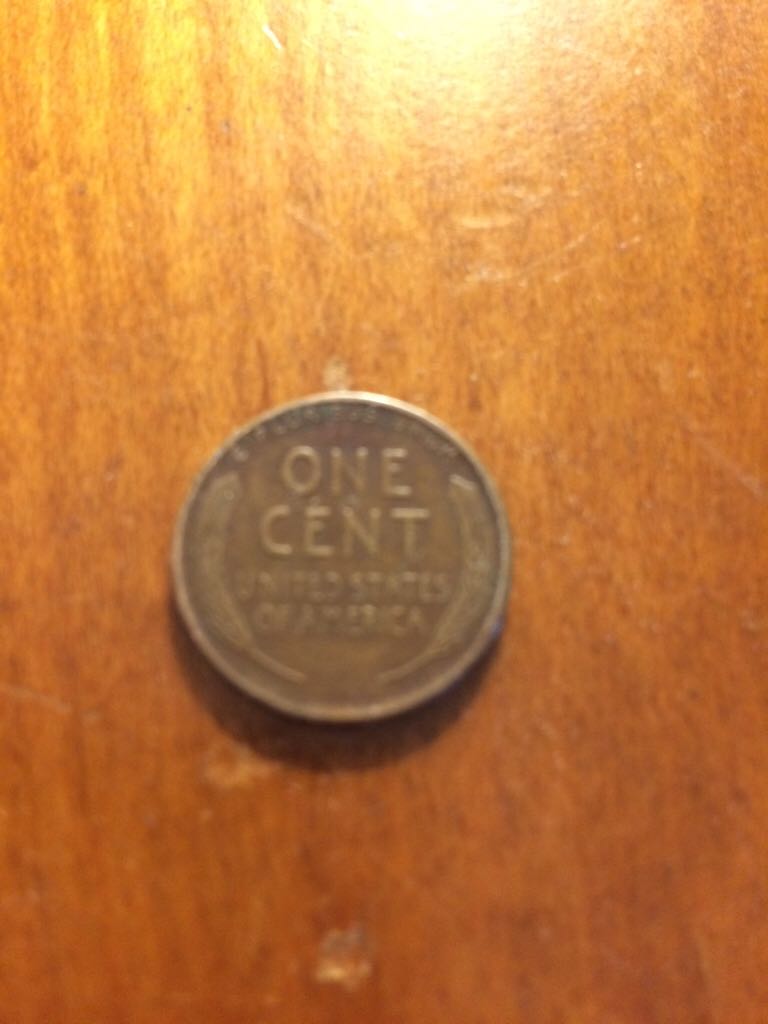 ONE
CENT
UNITED STATES
OF AMERICA